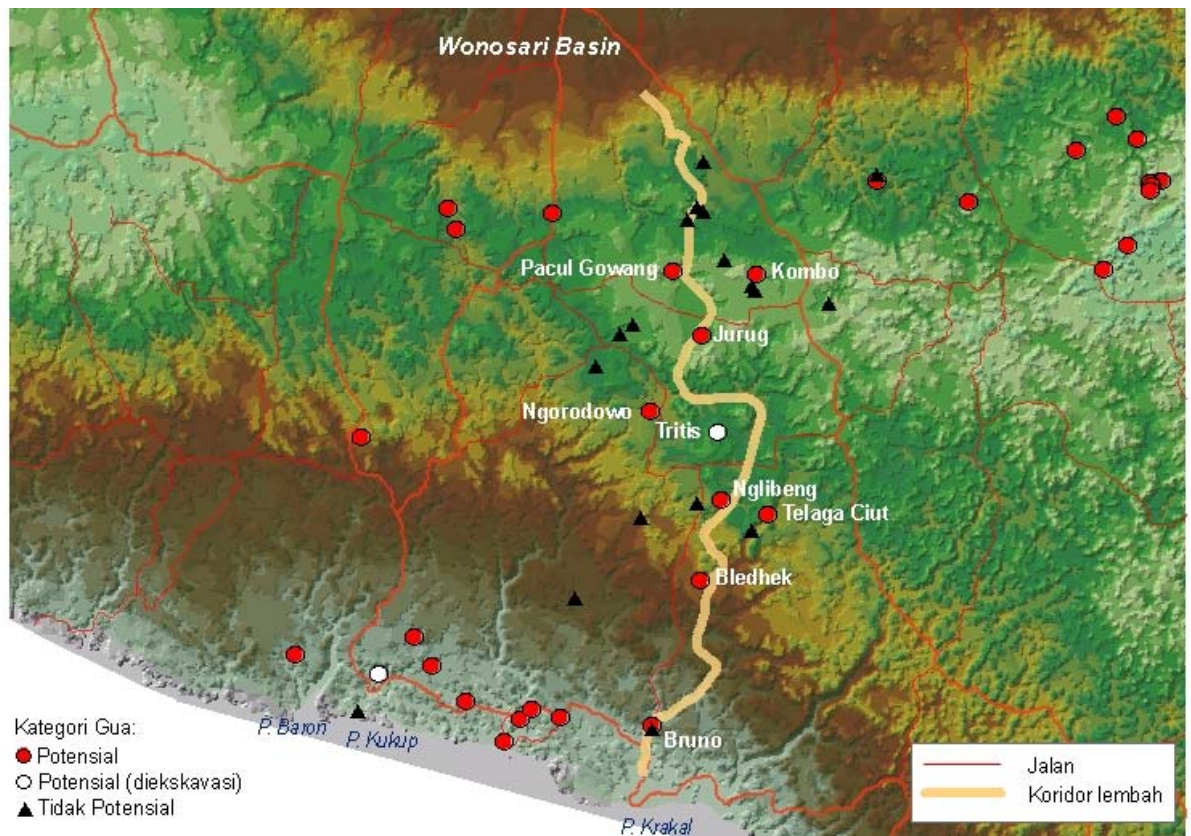 Wonosari Basin
Pacul Gowang
Kombo
Jurug
Ngorodowo
Tritis
Nglibeng
Telaga Ciut
Bledhek
Bruno
P. Baron
P. Kukup
P. Krakal
Kategori Gua:
Potensial
Potensial (diekskavasi)
Tidak Potensial
Jalan
Koridor lembah